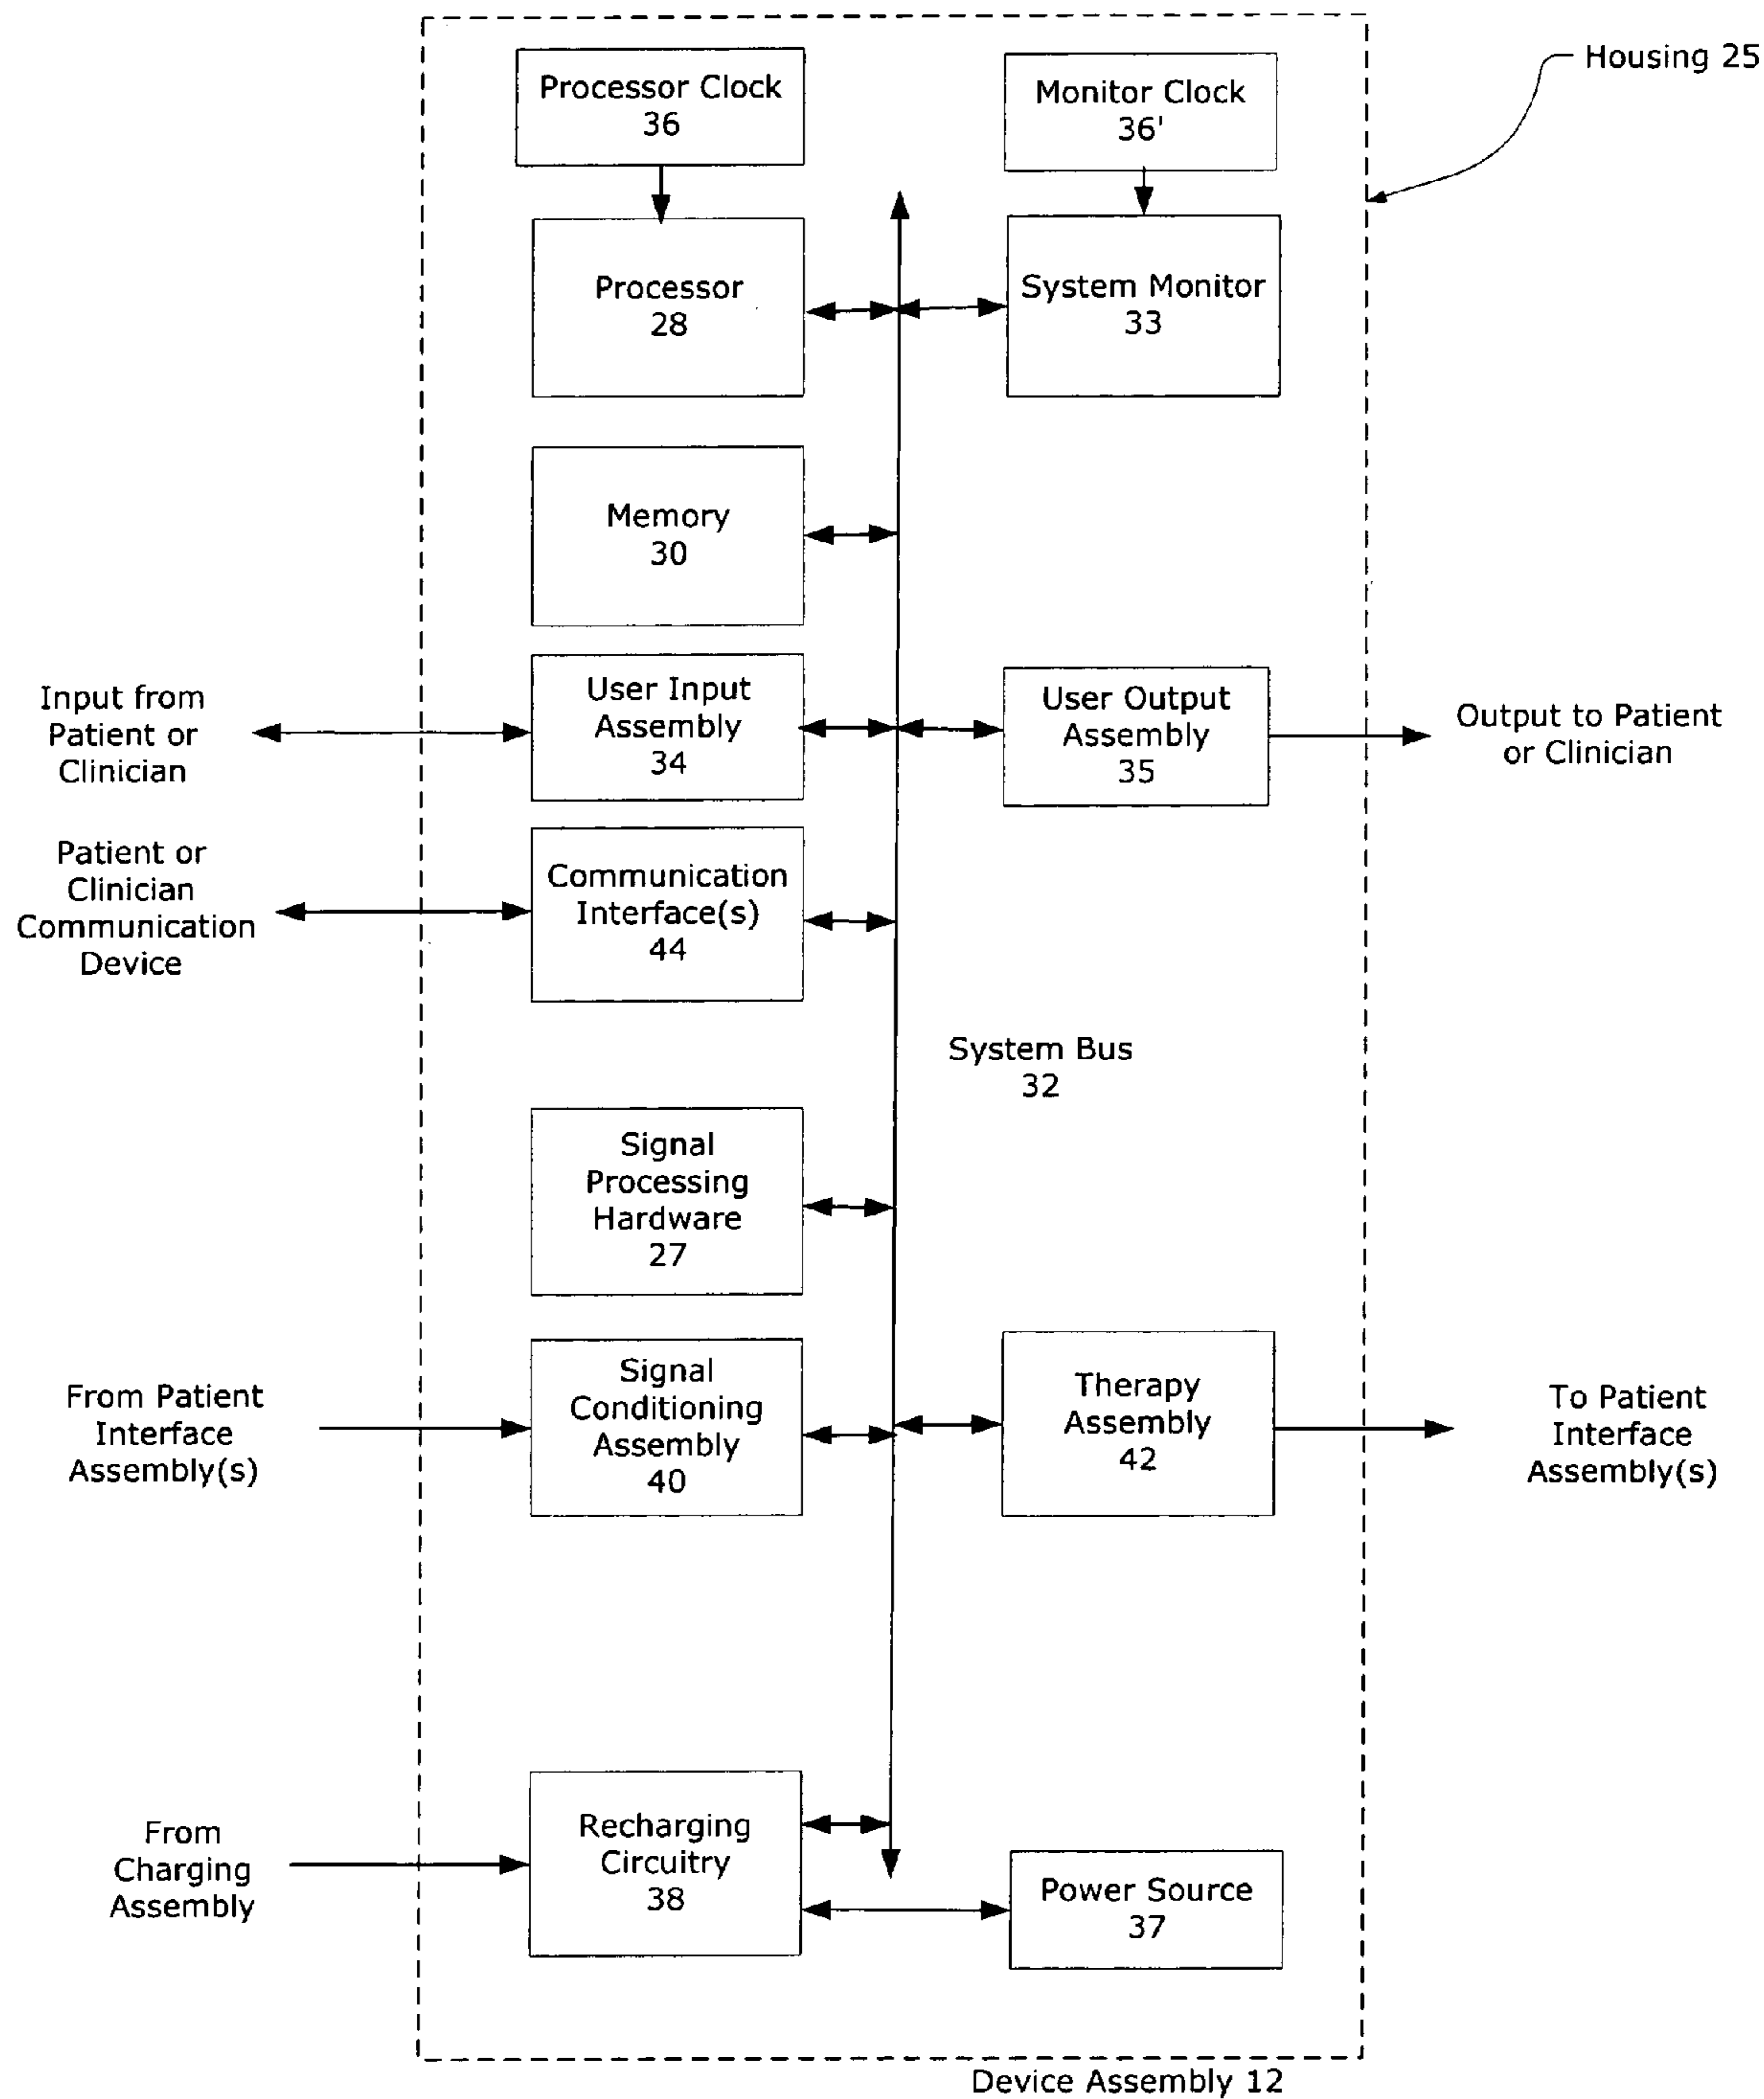 Housing 25
Processor Clock
36
Monitor Clock
36'
Processor
28
System Monitor
33
Memory
30
Input from
Patient or
Clinician
User Input
Assembly
34
User Output
Assembly
35
Output to Patient
or Clinician
Patient or
Clinician
Communication
Device
Communication
Interface(s)
44
System Bus
32
Signal
Processing
Hardware
27
From Patient
Interface
Assembly(s)
Signal
Conditioning
Assembly
40
Therapy
Assembly
42
To Patient
Interface
Assembly(s)
From
Charging
Assembly
Recharging
Circuitry
38
Power Source
37
Device Assembly 12